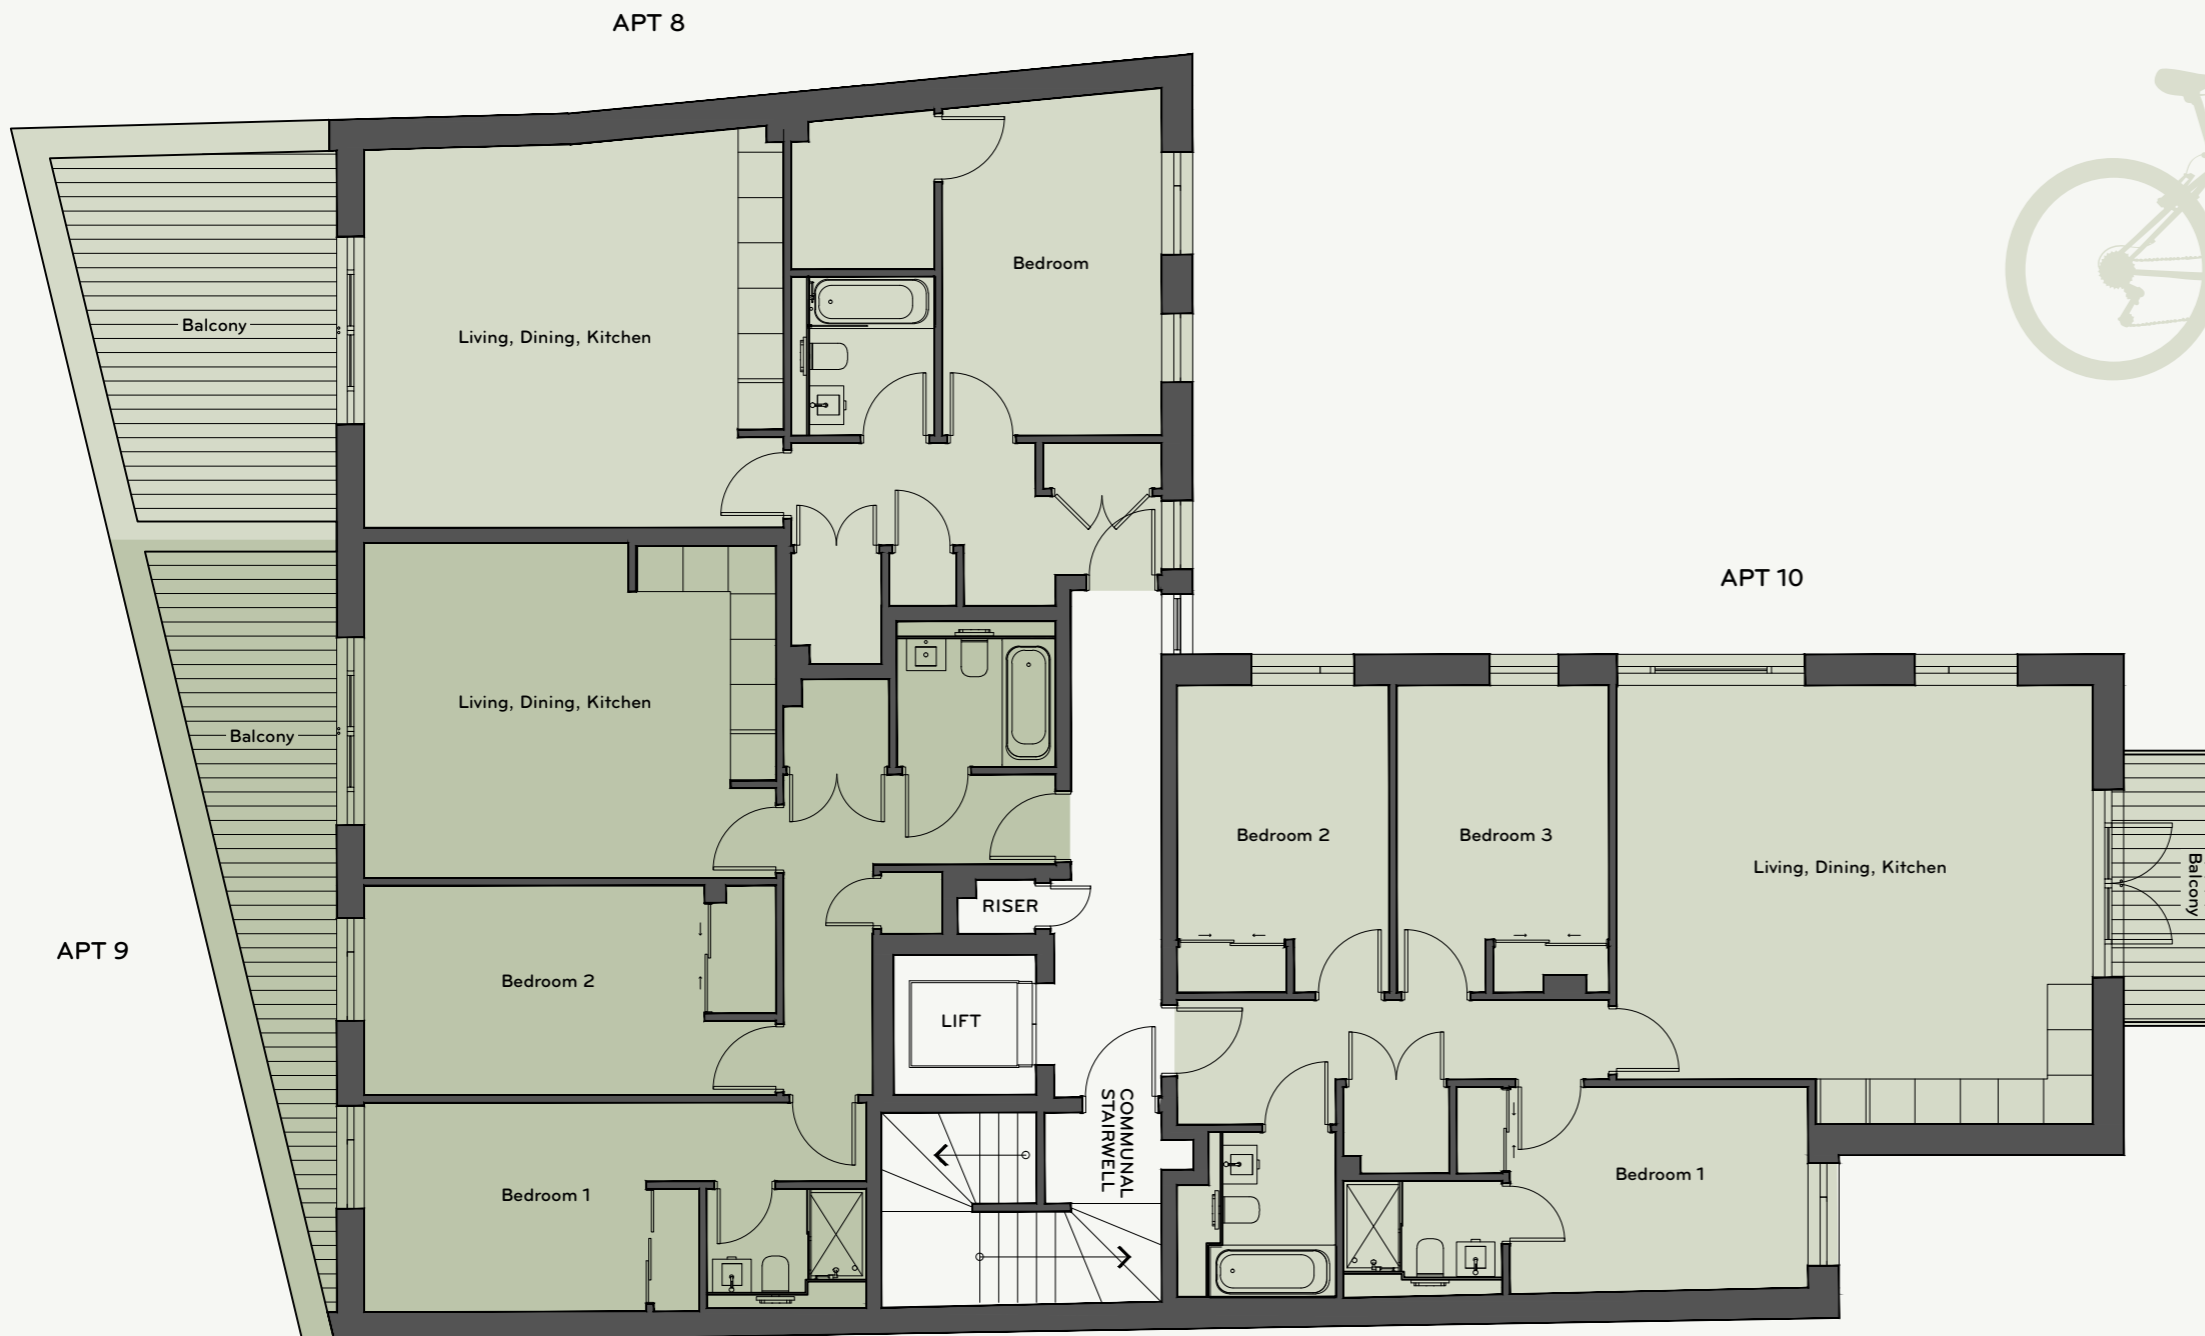 APT 8
Bedroom
Balcony
Living, Dining, Kitchen
APT 10
Living, Dining, Kitchen
Balcony
Bedroom 2
Bedroom 3
Living, Dining, Kitchen
Balcony
RISER
APT 9
Bedroom 2
LIFT
COMMUNAL
STAIRWELL
Bedroom 1
Bedroom 1